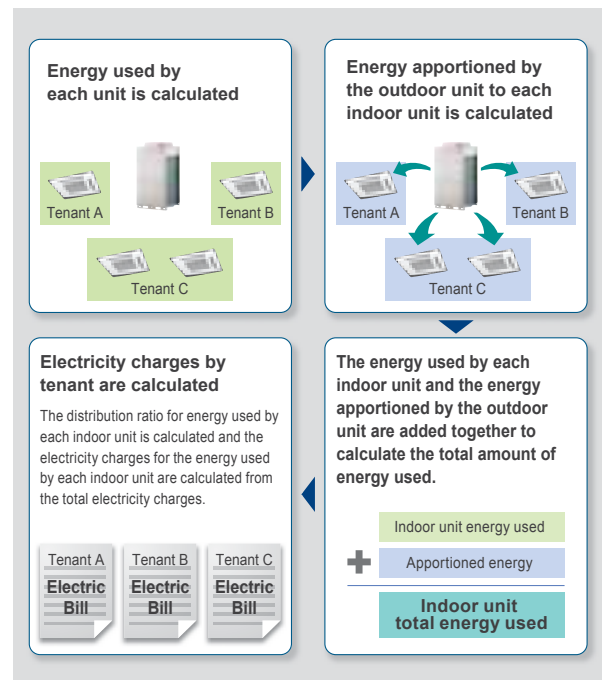 Energy used by
each unit is calculated
Tenant A
Tenant B
Tenant C
Energy apportioned by
the outdoor unit to each
indoor unit is calculated
Tenant A
Tenant B
Tenant C
The energy used by each
indoor unit and the energy
apportioned by the outdoor
unit are added together to
calculate the total amount of
energy used.
Indoor unit energy used
+ Apportioned energy
Indoor unit
total energy used
Electricity charges by
tenant are calculated
The distribution ratio for energy used by
each indoor unit is calculated and the
electricity charges for the energy used
by each indoor unit are calculated from
the total electricity charges.
Tenant A
Electric
Bill
Tenant B
Electric
Bill
Tenant C
Electric
Bill